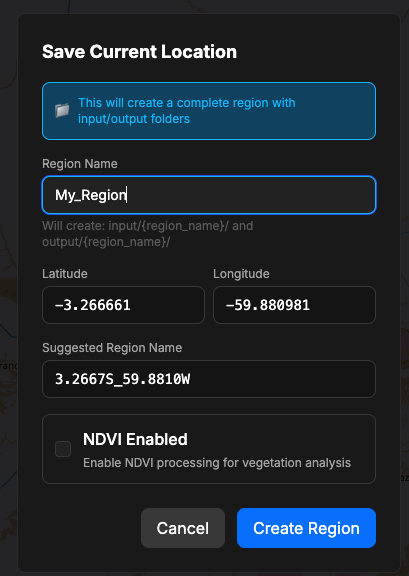 Save Current Location
This will create a complete region with
input/output folders
Region Name
My_Region
Will create: input/{region_name}/ and
output/{region_name}/
Latitude
Longitude
-3.266661
-59.880981
Suggested Region Name
3.2667S_59.8810W
NDVI Enabled
Enable NDVI processing for vegetation analysis
Cancel
Create Region